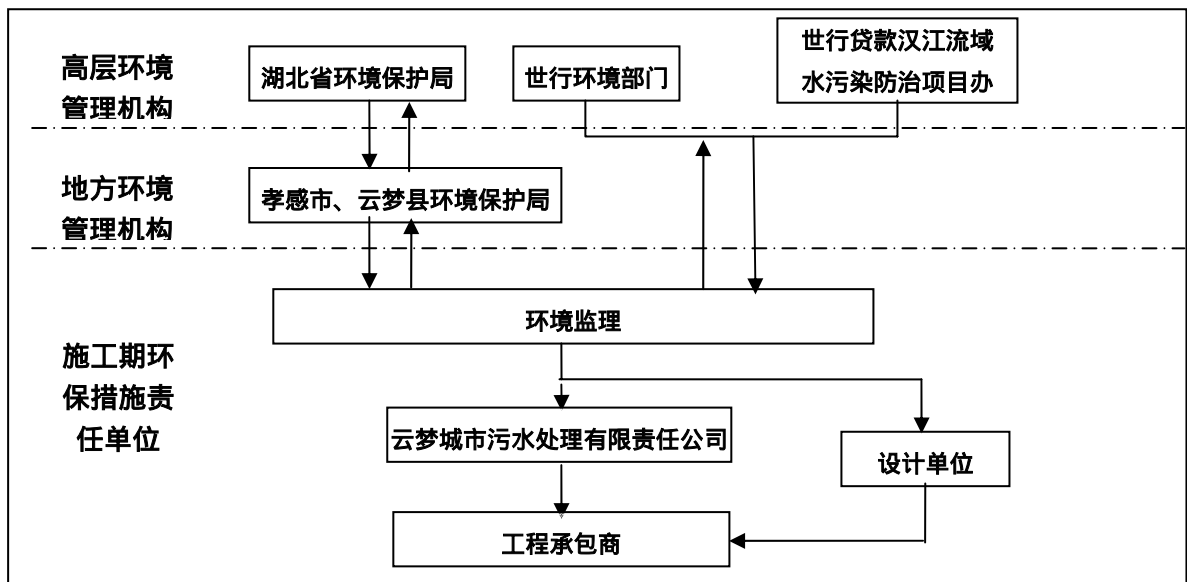 高层环境
管理机构
湖北省环境保护局
世行环境部门
世行贷款汉江流域
水污染防治项目办
地方环境
管理机构
孝感市、云梦县环境保护局
环境监理
施工期环
保措施责
任单位
云梦城市污水处理有限责任公司
设计单位
工程承包商